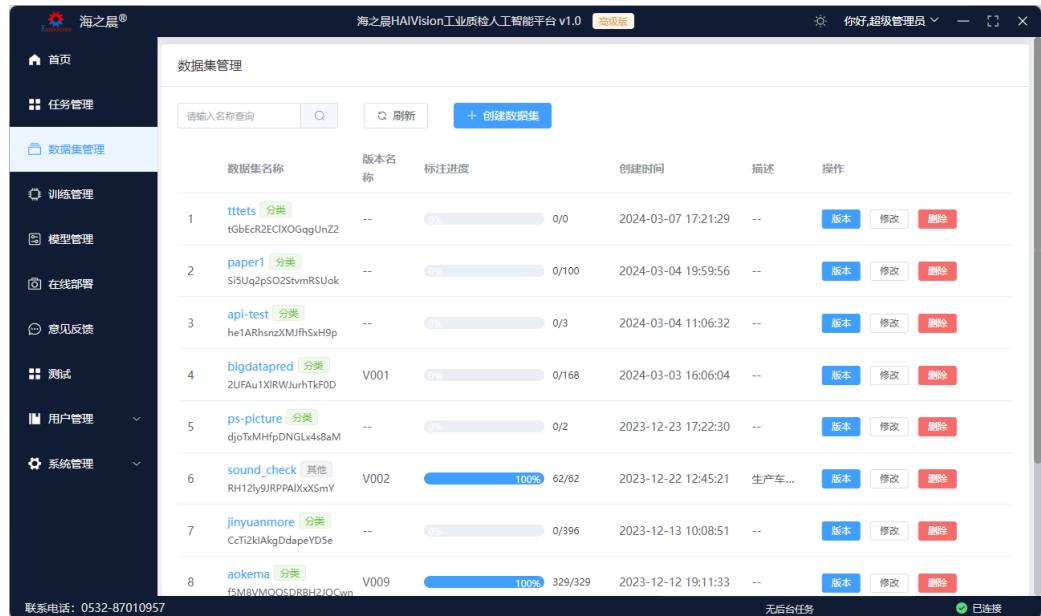 海之晨®
海之晨HAIVision工业质检人工智能平台 v1.0 高级版
你好,超级管理员
首页
任务管理
数据集管理
训练管理
模型管理
在线部署
意见反馈
测试
用户管理
系统管理
数据集管理
请输入名称查询
刷新
+ 创建数据集
数据集名称 版本名称 标注进度 创建时间 描述 操作
1 tttets 分类 -- 0% 0/0 2024-03-07 17:21:29 -- 版本 修改 删除
tGbEcR2EClXOGqgUnZ2
2 paper1 分类 -- 0% 0/100 2024-03-04 19:59:56 -- 版本 修改 删除
Si5Uq2pSO2StvmRSUok
3 api-test 分类 -- 0% 0/3 2024-03-04 11:06:32 -- 版本 修改 删除
he1ARhsnzXMJfhSxH9p
4 bigdatapred 分类 V001 0% 0/168 2024-03-03 16:06:04 -- 版本 修改 删除
2UFAu1XlRWJurhTkF0D
5 ps-picture 分类 -- 0% 0/2 2023-12-23 17:22:30 -- 版本 修改 删除
djoTxMHfpDNGLx4s8aM
6 sound_check 其他 V002 100% 62/62 2023-12-22 12:45:21 生产车... 版本 修改 删除
RH12ly9JRPPAlXxXSmY
7 jinyuanmore 分类 -- 0% 0/396 2023-12-13 10:08:51 -- 版本 修改 删除
CcTi2klAkgDdapeYD5e
8 aokema 分类 V009 100% 329/329 2023-12-12 19:11:33 -- 版本 修改 删除
f5M8VMOOSDRBH2JOCwn
联系电话：0532-87010957
无后台任务
已连接